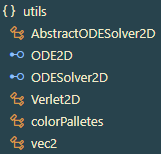 { } utils
AbstractODESolver2D
ODE2D
ODESolver2D
Verlet2D
colorPalletes
vec2